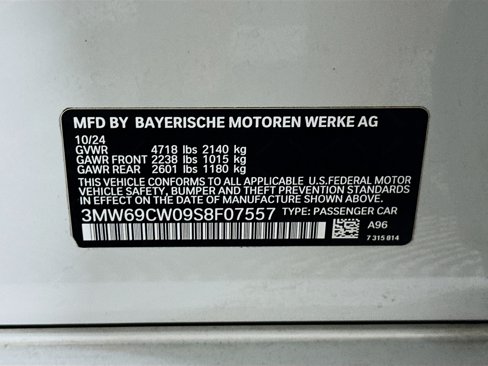 MFD BY BAYERISCHE MOTOREN WERKE AG
10/24
GVWR 4718 lbs 2140 kg
GAWR FRONT 2238 lbs 1015 kg
GAWR REAR 2601 lbs 1180 kg
THIS VEHICLE CONFORMS TO ALL APPLICABLE U.S.FEDERAL MOTOR
VEHICLE SAFETY, BUMPER AND THEFT PREVENTION STANDARDS
IN EFFECT ON THE DATE OF MANUFACTURE SHOWN ABOVE.
3MW69CW09S8F07557 TYPE: PASSENGER CAR
A96
7 315 814